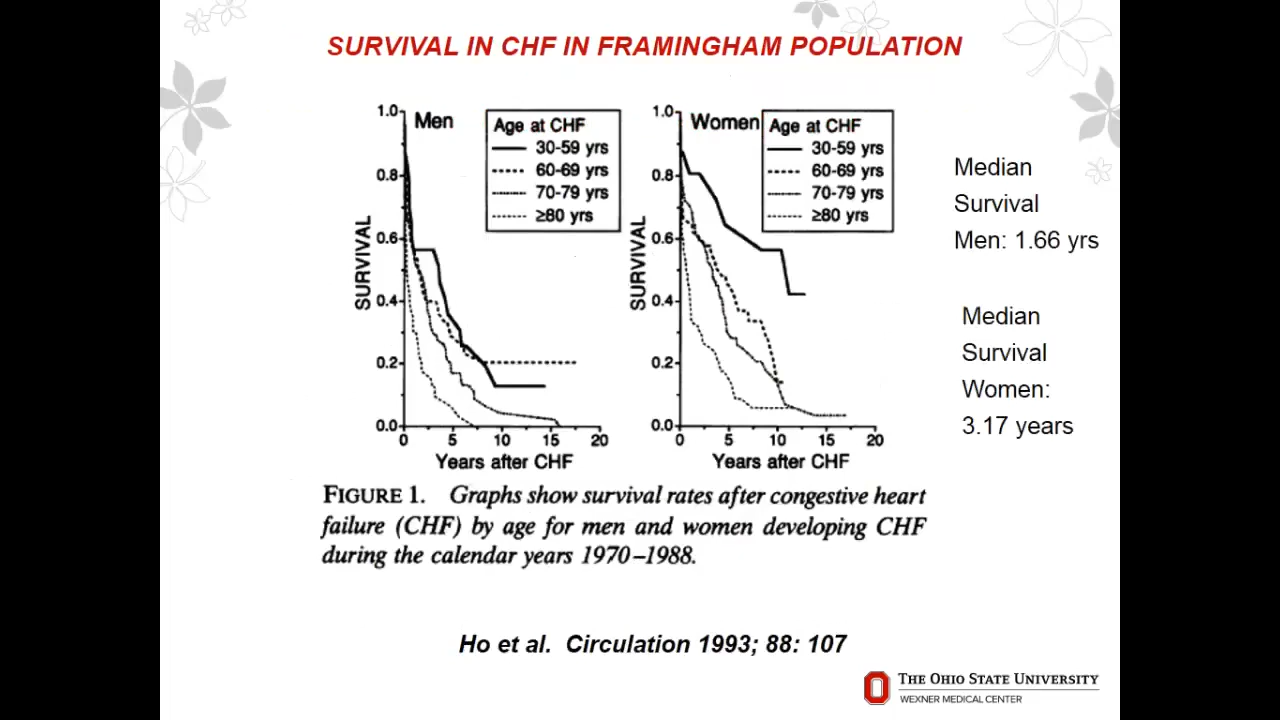 SURVIVAL IN CHF IN FRAMINGHAM POPULATION
Men
Age at CHF
30-59 yrs
60-69 yrs
70-79 yrs
≥80 yrs
SURVIVAL
1.0
0.8
0.6
0.4
0.2
0.0
0 5 10 15 20
Years after CHF
Women
Age at CHF
30-59 yrs
60-69 yrs
70-79 yrs
≥80 yrs
SURVIVAL
1.0
0.8
0.6
0.4
0.2
0.0
0 5 10 15 20
Years after CHF
Median
Survival
Men: 1.66 yrs
Median
Survival
Women:
3.17 years
FIGURE 1. Graphs show survival rates after congestive heart
failure (CHF) by age for men and women developing CHF
during the calendar years 1970–1988.
Ho et al. Circulation 1993; 88: 107
THE OHIO STATE UNIVERSITY
WEXNER MEDICAL CENTER